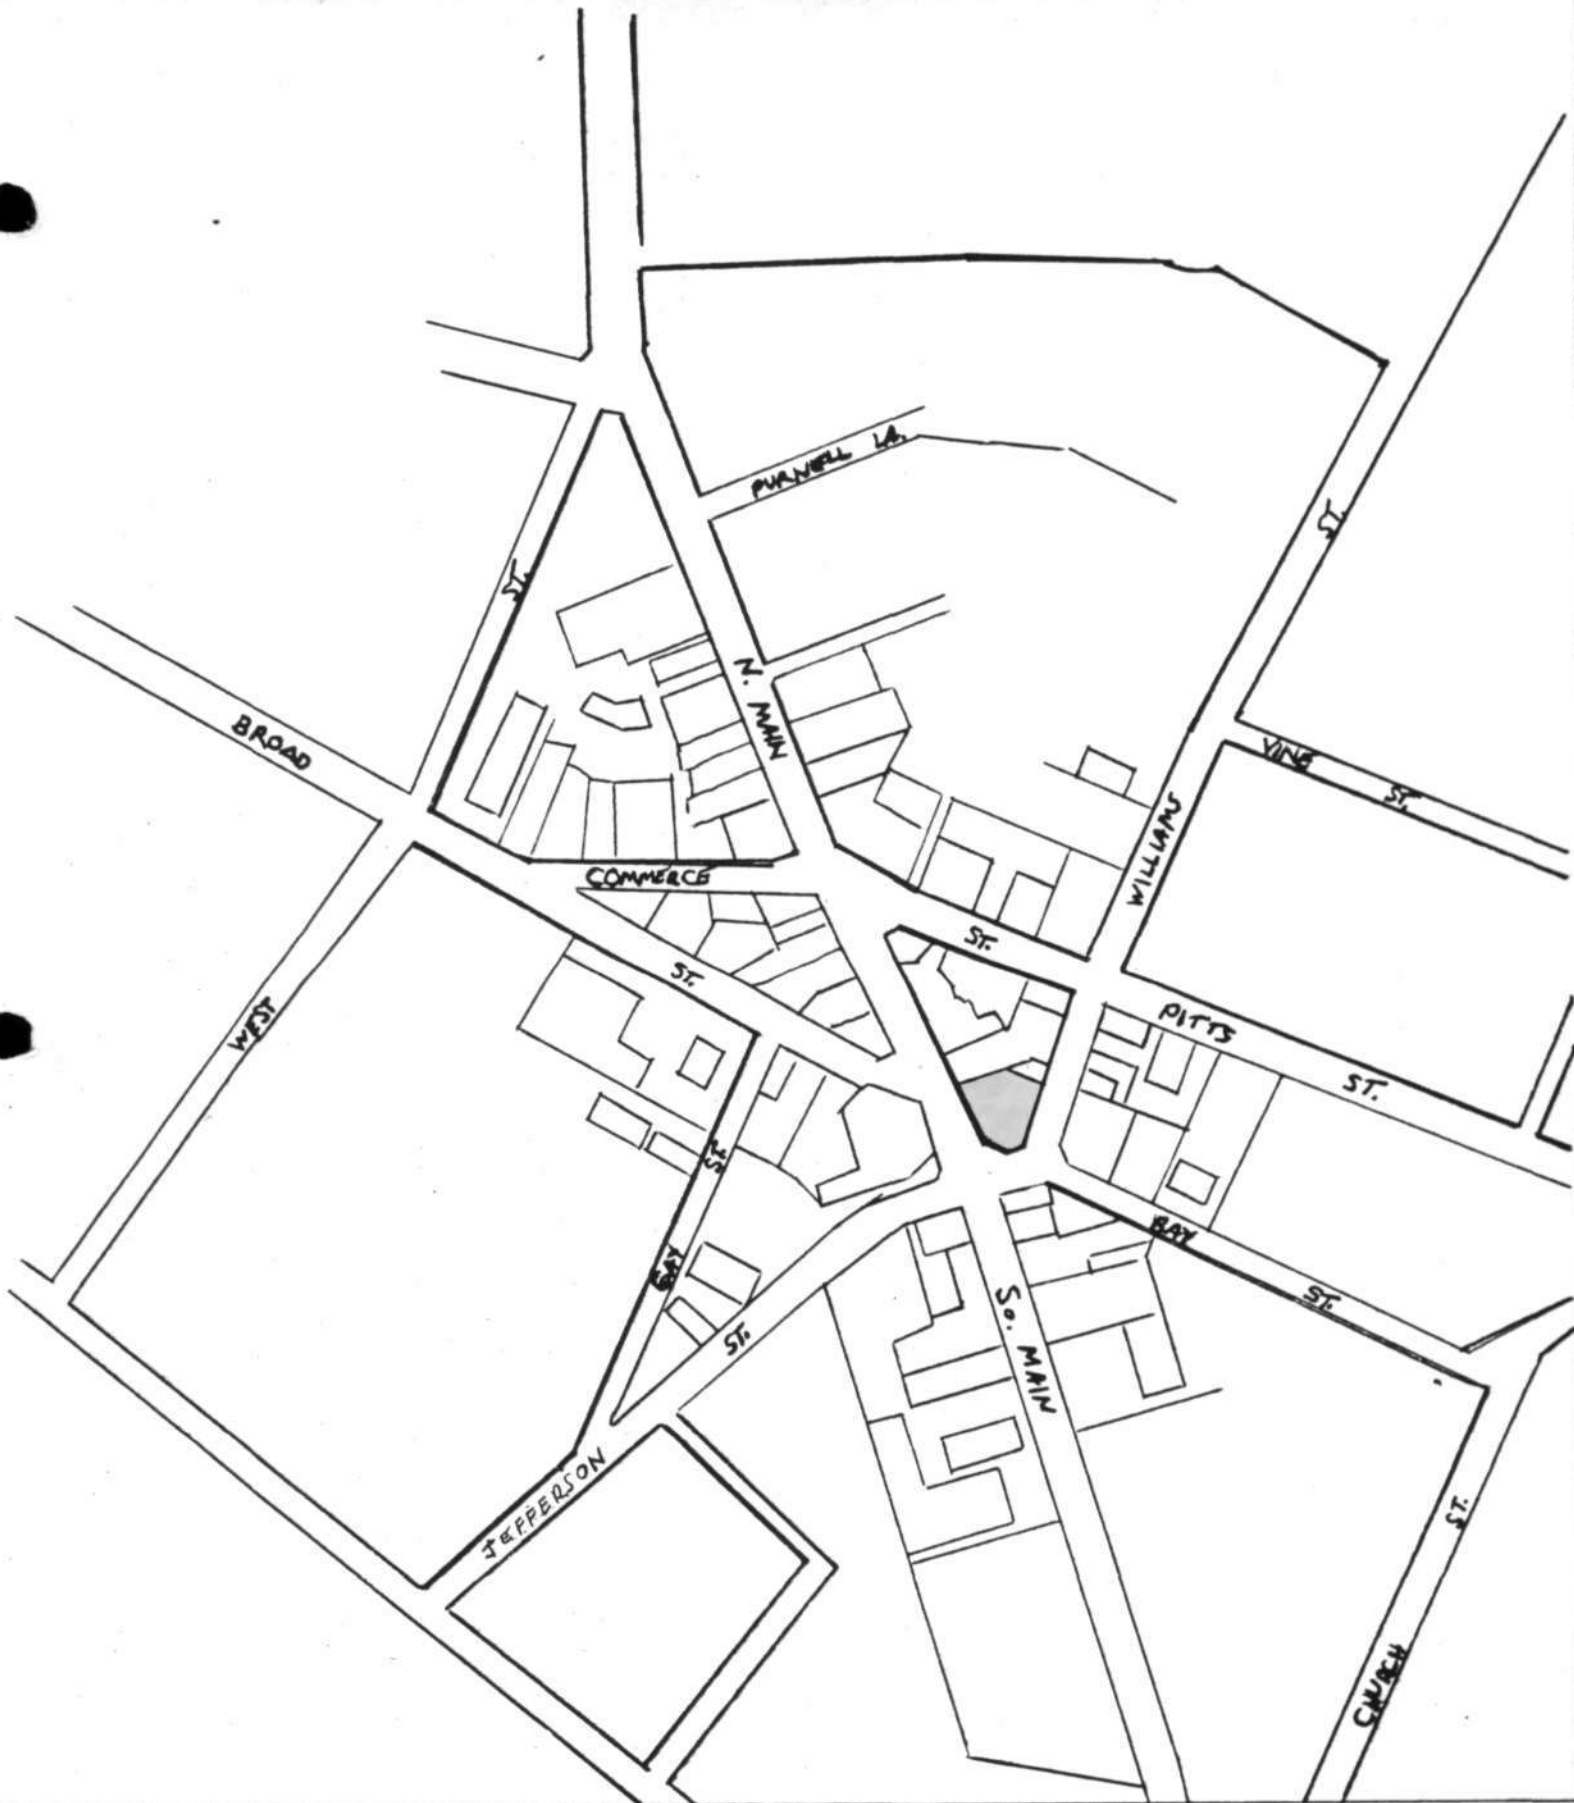 PURNELL LA.
ST.
ST.
N. MAIN
BROAD
VINE ST.
COMMERCE
WILLIAMS
ST.
ST.
WEST
PITTS ST.
ST.
BAY
BAY ST.
ST.
So. MAIN
JEFFERSON
ST.
CHURCH